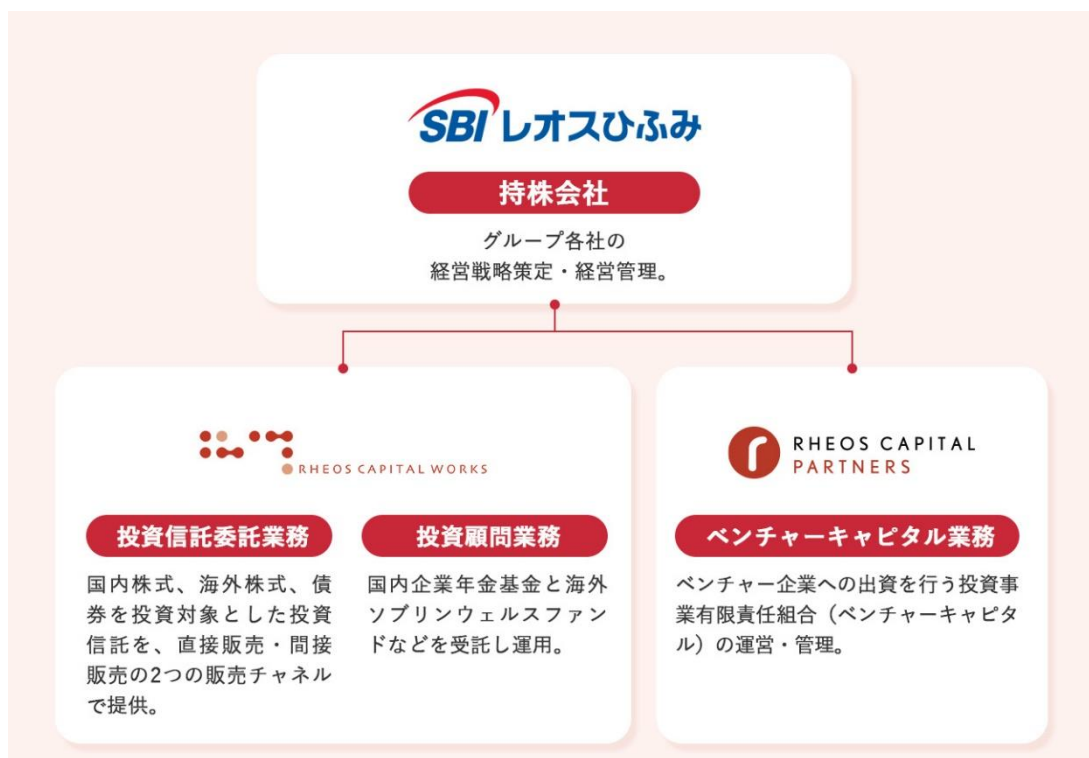 SBI レオスひふみ
持株会社
グループ各社の
経営戦略策定・経営管理。
RHEOS CAPITAL WORKS
投資信託委託業務
国内株式、海外株式、債
券を投資対象とした投資
信託を、直接販売・間接
販売の2つの販売チャネル
で提供。
投資顧問業務
国内企業年金基金と海外
ソブリンウェルスファン
ドなどを受託し運用。
RHEOS CAPITAL
PARTNERS
ベンチャーキャピタル業務
ベンチャー企業への出資を行う投資事
業有限責任組合（ベンチャーキャピタ
ル）の運営・管理。